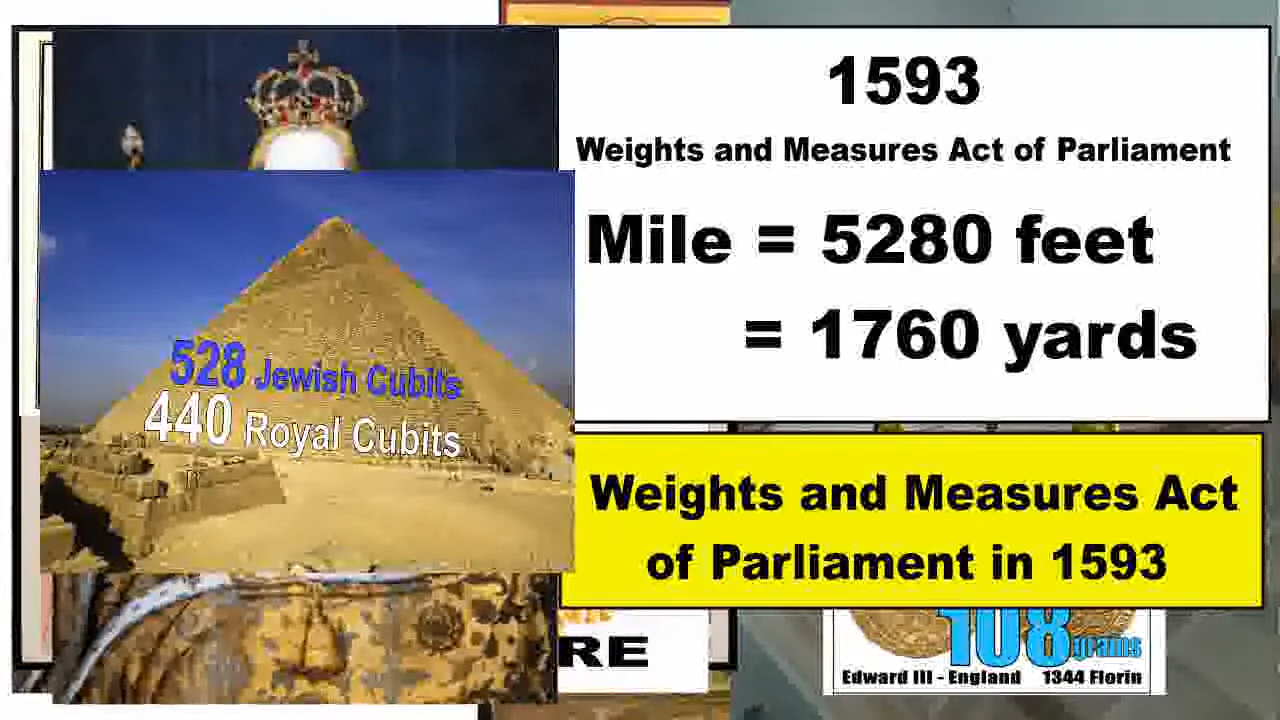 1593
Weights and Measures Act of Parliament
Mile = 5280 feet
= 1760 yards
528 Jewish Cubits
440 Royal Cubits
Weights and Measures Act
of Parliament in 1593
RE
108 grams
Edward III - England 1344 Florin